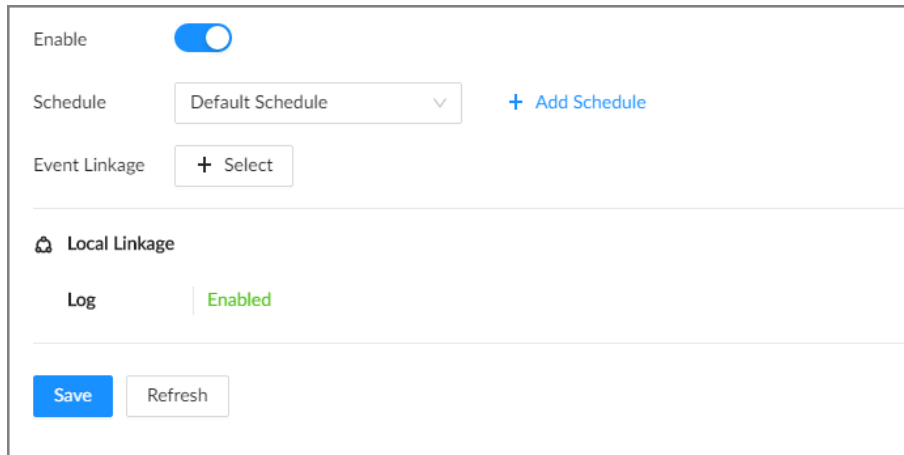 Enable
Schedule Default Schedule + Add Schedule
Event Linkage + Select
Local Linkage
Log Enabled
Save Refresh